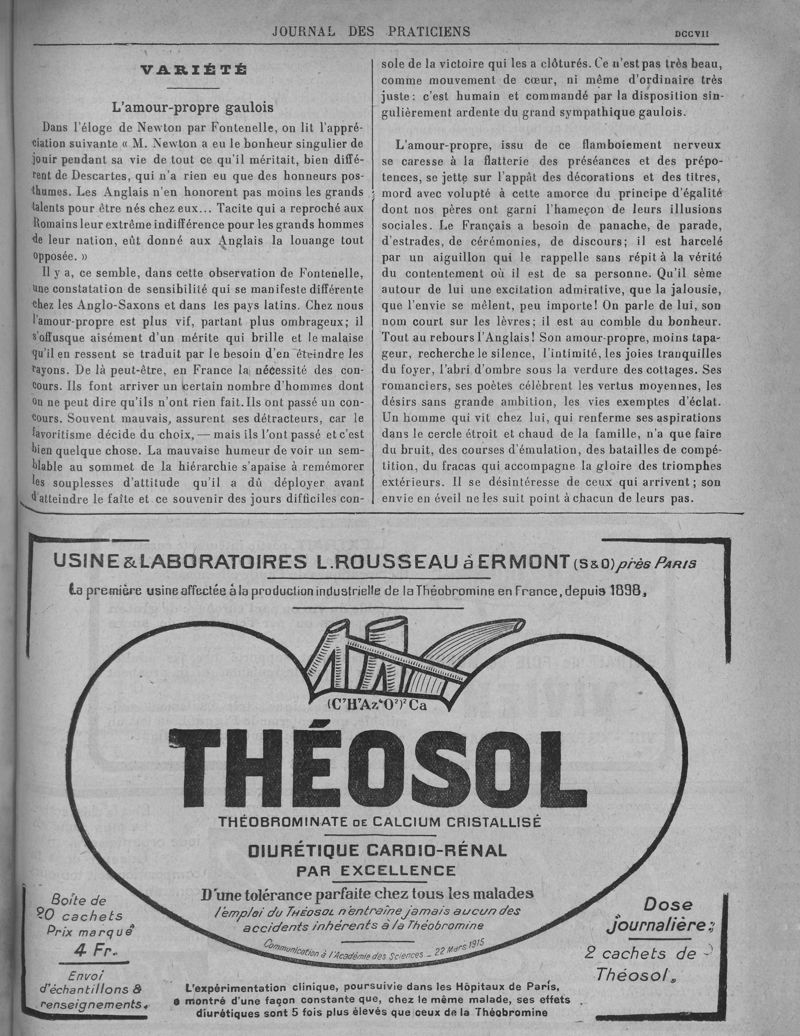 JOURNAL DES PRATICIENS
DCCVII
VARIÉTÉ
L'amour-propre gaulois
Dans l'éloge de Newton par Fontenelle, on lit l'appré-
ciation suivante « M. Newton a eu le bonheur singulier de
jouir pendant sa vie de tout ce qu'il méritait, bien diffé-
rent de Descartes, qui n'a rien eu que des honneurs pos-
thumes. Les Anglais n'en honorent pas moins les grands
talents pour être nés chez eux... Tacite qui a reproché aux
Romains leur extrême indifférence pour les grands hommes
de leur nation, eût donné aux Anglais la louange tout
opposée. »
Il y a, ce semble, dans cette observation de Fontenelle,
une constatation de sensibilité qui se manifeste différente
chez les Anglo-Saxons et dans les pays latins. Chez nous
l'amour-propre est plus vif, partant plus ombrageux; il
s'offusque aisément d'un mérite qui brille et le malaise
qu'il en ressent se traduit par le besoin d'en éteindre les
rayons. De là peut-être, en France la nécessité des con-
cours. Ils font arriver un certain nombre d'hommes dont
on ne peut dire qu'ils n'ont rien fait. Ils ont passé un con-
cours. Souvent mauvais, assurent ses détracteurs, car le
favoritisme décide du choix, — mais ils l'ont passé et c'est
bien quelque chose. La mauvaise humeur de voir un sem-
blable au sommet de la hiérarchie s'apaise à remémorer
les souplesses d'attitude qu'il a dû déployer avant
d'atteindre le faîte et ce souvenir des jours difficiles con-
sole de la victoire qui les a clôturés. Ce n'est pas très beau,
comme mouvement de cœur, ni même d'ordinaire très
juste: c'est humain et commandé par la disposition sin-
gulièrement ardente du grand sympathique gaulois.
L'amour-propre, issu de ce flamboiement nerveux
se caresse à la flatterie des préséances et des prépo-
tences, se jette sur l'appât des décorations et des titres,
mord avec volupté à cette amorce du principe d'égalité
dont nos pères ont garni l'hameçon de leurs illusions
sociales. Le Français a besoin de panache, de parade,
d'estrades, de cérémonies, de discours; il est harcelé
par un aiguillon qui le rappelle sans répit à la vérité
du contentement où il est de sa personne. Qu'il sème
autour de lui une excitation admirative, que la jalousie,
que l'envie se mêlent, peu importe! On parle de lui, son
nom court sur les lèvres; il est au comble du bonheur.
Tout au rebours l'Anglais! Son amour-propre, moins tapa-
geur, recherche le silence, l'intimité, les joies tranquilles
du foyer, l'abri d'ombre sous la verdure des cottages. Ses
romanciers, ses poètes célèbrent les vertus moyennes, les
désirs sans grande ambition, les vies exemptes d'éclat.
Un homme qui vit chez lui, qui renferme ses aspirations
dans le cercle étroit et chaud de la famille, n'a que faire
du bruit, des courses d'émulation, des batailles de compé-
tition, du fracas qui accompagne la gloire des triomphes
extérieurs. Il se désintéresse de ceux qui arrivent; son
envie en éveil ne les suit point à chacun de leurs pas.
USINE & LABORATOIRES L. ROUSSEAU à ERMONT (S & O) près PARIS
La première usine affectée à la production industrielle de la Théobromine en France, depuis 1898,
(C⁷H⁷Az⁴O²)² Ca
THÉOSOL
THÉOBROMINATE DE CALCIUM CRISTALLISÉ
DIURÉTIQUE CARDIO-RÉNAL
PAR EXCELLENCE
D'une tolérance parfaite chez tous les malades
l'emploi du THÉOSOL n'entraîne jamais aucun des
accidents inhérents à la Théobromine
Communication à l'Académie des Sciences - 22 Mars 1915
Boîte de
20 cachets
Prix marqué
4 Fr.
Envoi
d'échantillons &
renseignements.
Dose
journalière:
2 cachets de
Théosol.
L'expérimentation clinique, poursuivie dans les Hôpitaux de Paris,
a montré d'une façon constante que, chez le même malade, ses effets
diurétiques sont 5 fois plus élevés que ceux de la Théobromine